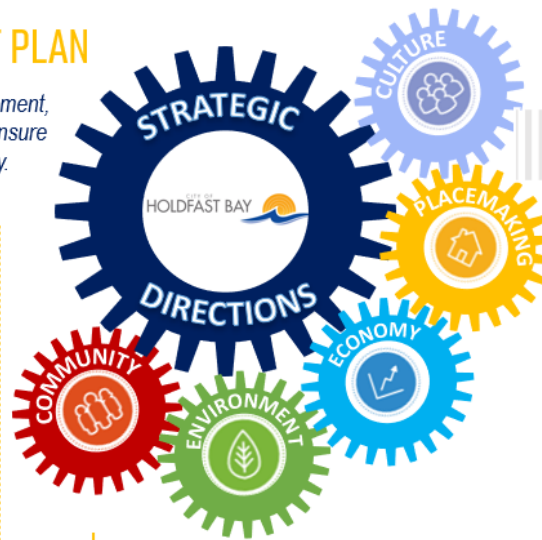 PLAN
ment,
nsure
y.
STRATEGIC
CITY OF
HOLDFAST BAY
DIRECTIONS
CULTURE
PLACEMAKING
ECONOMY
ENVIRONMENT
COMMUNITY